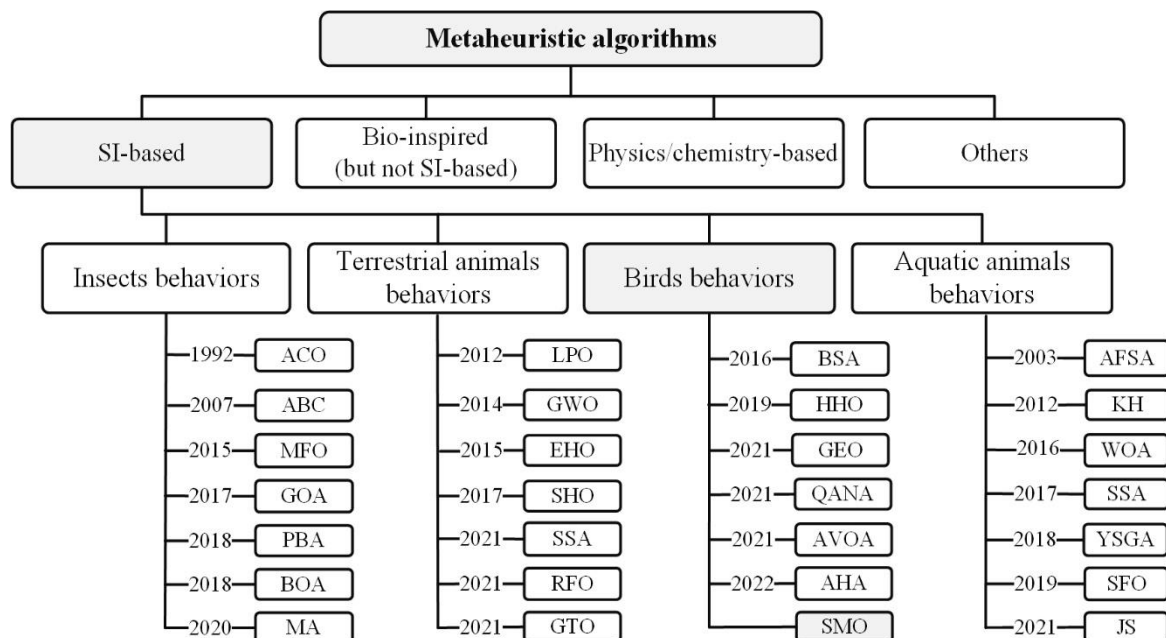 Metaheuristic algorithms
SI-based
Bio-inspired
(but not SI-based)
Physics/chemistry-based
Others
Insects behaviors
Terrestrial animals
behaviors
Birds behaviors
Aquatic animals
behaviors
1992 ACO
2007 ABC
2015 MFO
2017 GOA
2018 PBA
2018 BOA
2020 MA
2012 LPO
2014 GWO
2015 EHO
2017 SHO
2021 SSA
2021 RFO
2021 GTO
2016 BSA
2019 HHO
2021 GEO
2021 QANA
2021 AVOA
2022 AHA
SMO
2003 AFSA
2012 KH
2016 WOA
2017 SSA
2018 YSGA
2019 SFO
2021 JS